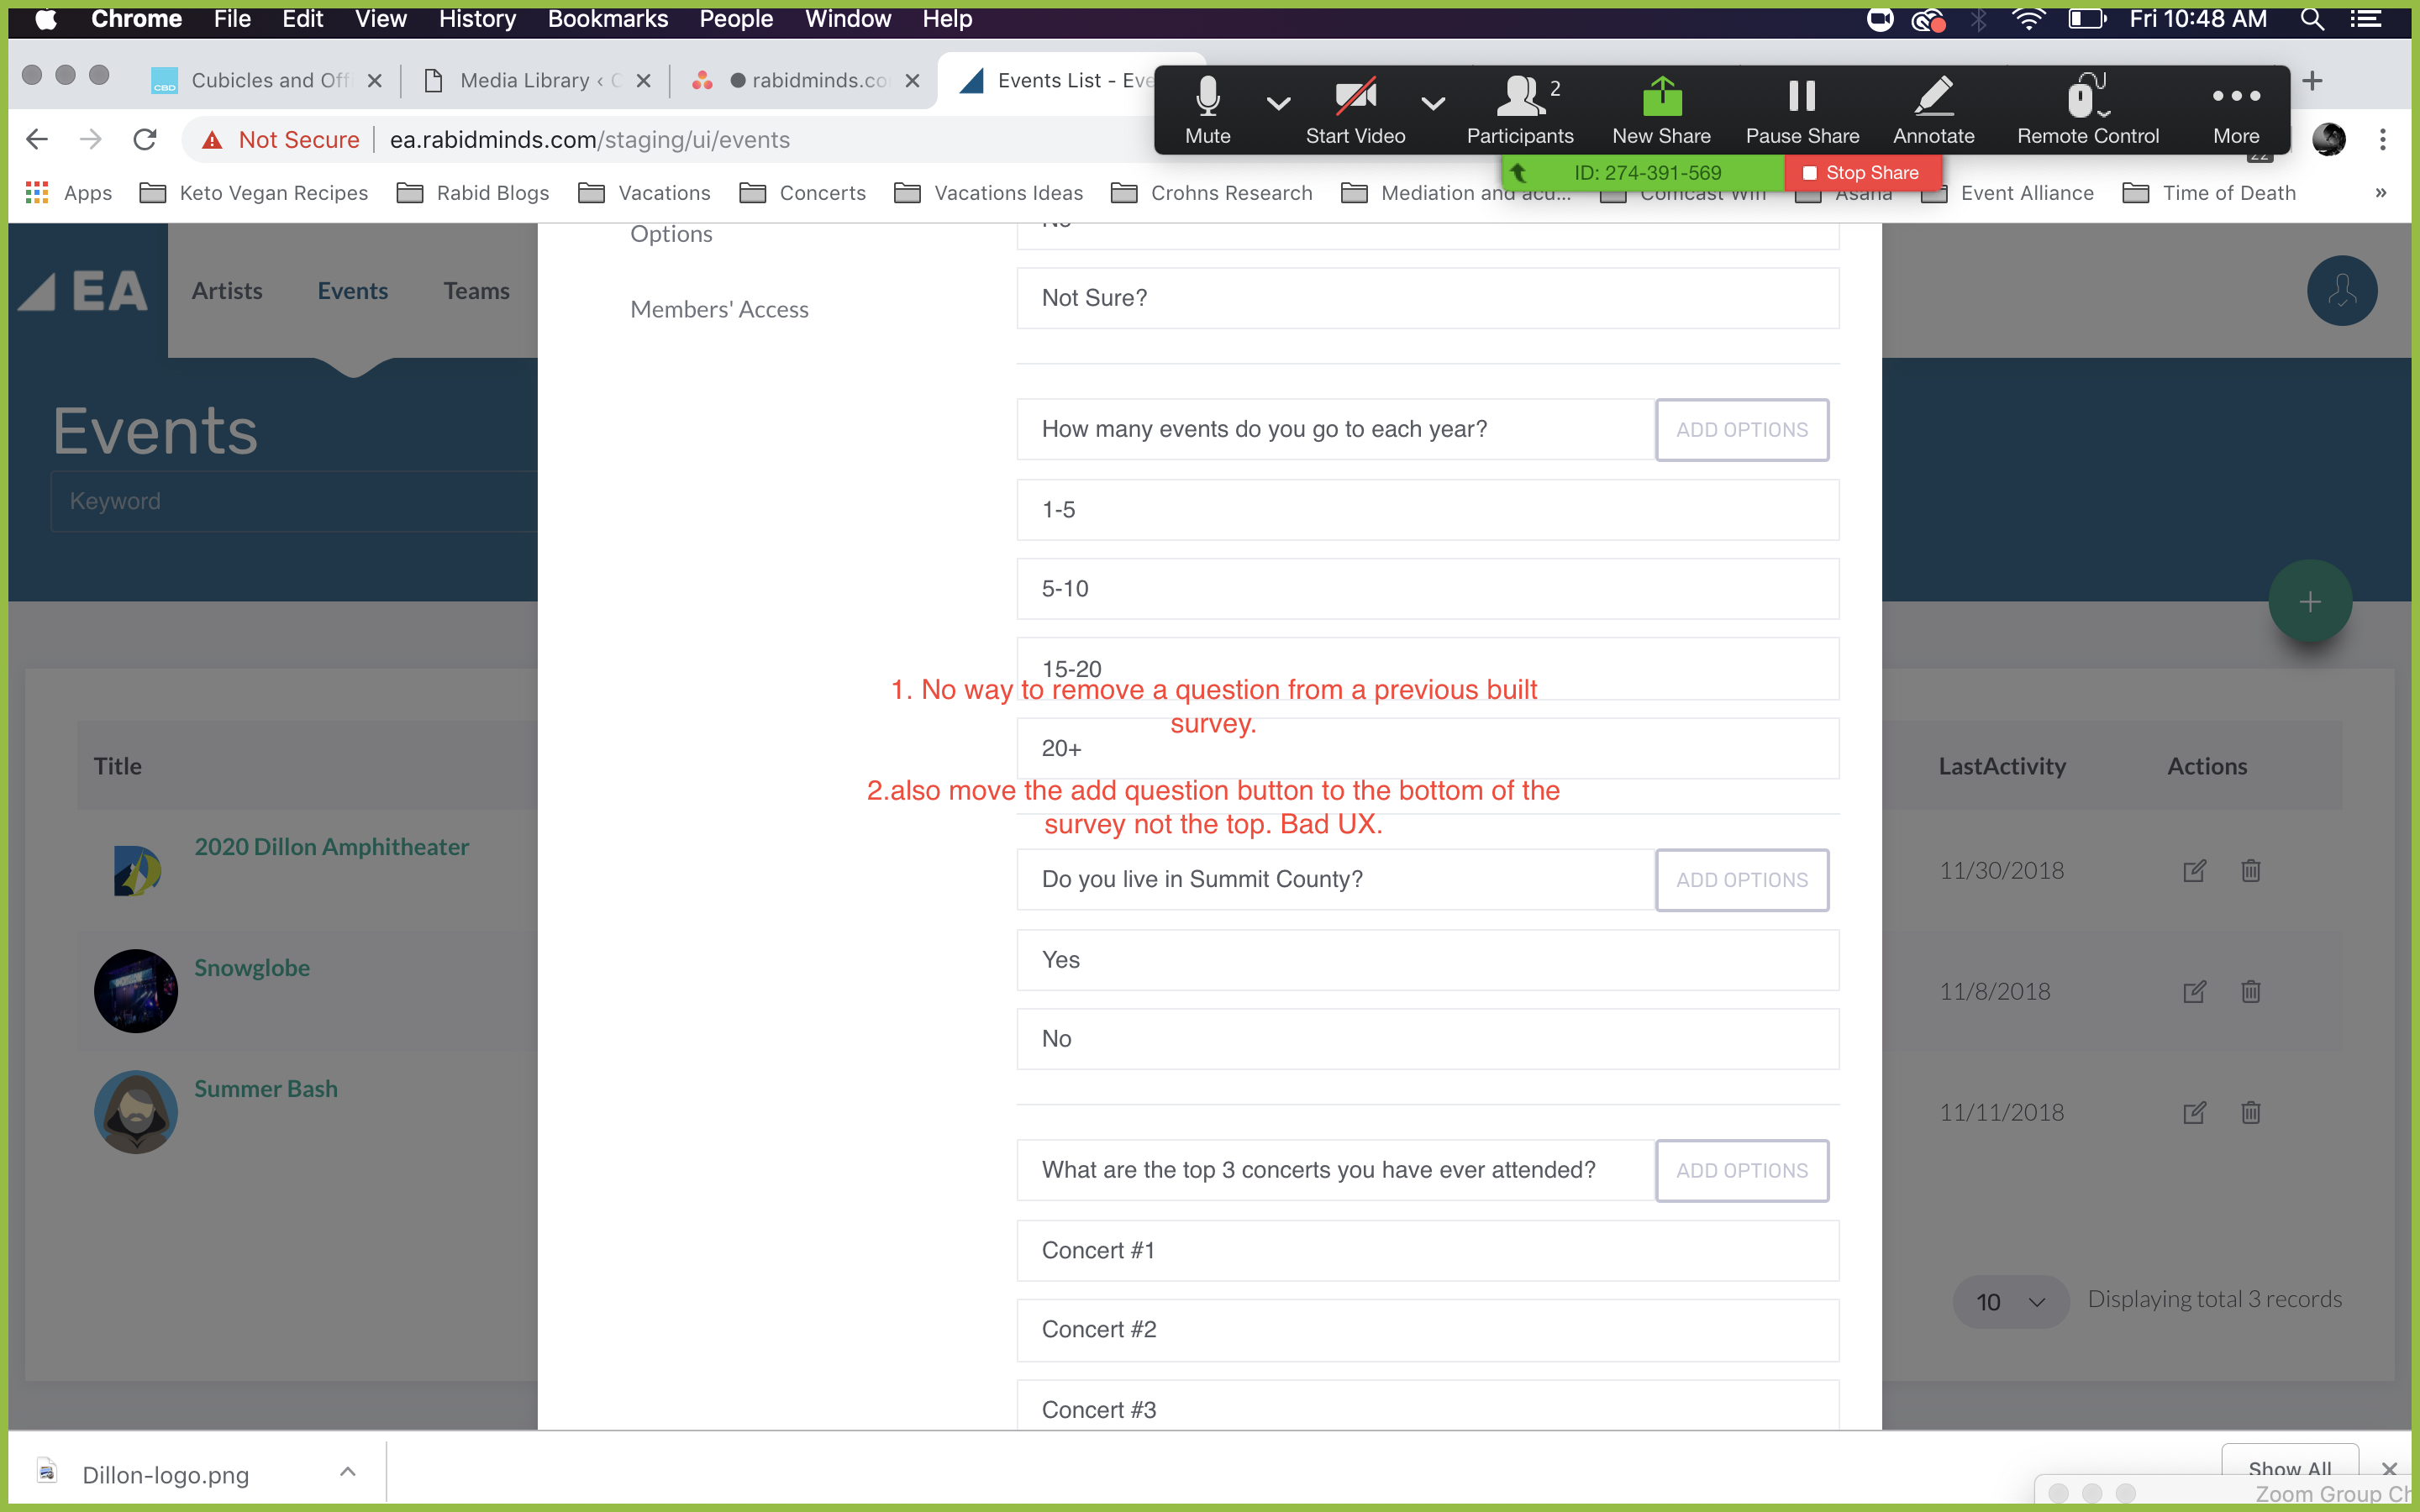 Chrome File Edit View History Bookmarks People Window Help Fri 10:48 AM
CBD Cubicles and Off Media Library ‹ C rabidminds.co Events List - Eve
Mute Start Video Participants 2 New Share Pause Share Annotate Remote Control More
Not Secure ea.rabidminds.com/staging/ui/events
ID: 274-391-569 Stop Share
22
Apps Keto Vegan Recipes Rabid Blogs Vacations Concerts Vacations Ideas Crohns Research Mediation and acu... Comcast Wifi Asana Event Alliance Time of Death »
EA Artists Events Teams
Options
Members' Access
No
Not Sure?
How many events do you go to each year? ADD OPTIONS
Events
Keyword
1-5
5-10
15-20
1. No way to remove a question from a previous built
survey.
20+
2.also move the add question button to the bottom of the
survey not the top. Bad UX.
Do you live in Summit County? ADD OPTIONS
Yes
No
What are the top 3 concerts you have ever attended? ADD OPTIONS
Concert #1
Concert #2
Concert #3
Title LastActivity Actions
2020 Dillon Amphitheater 11/30/2018
Snowglobe 11/8/2018
Summer Bash 11/11/2018
10 Displaying total 3 records
Dillon-logo.png Show All
Zoom Group Ch